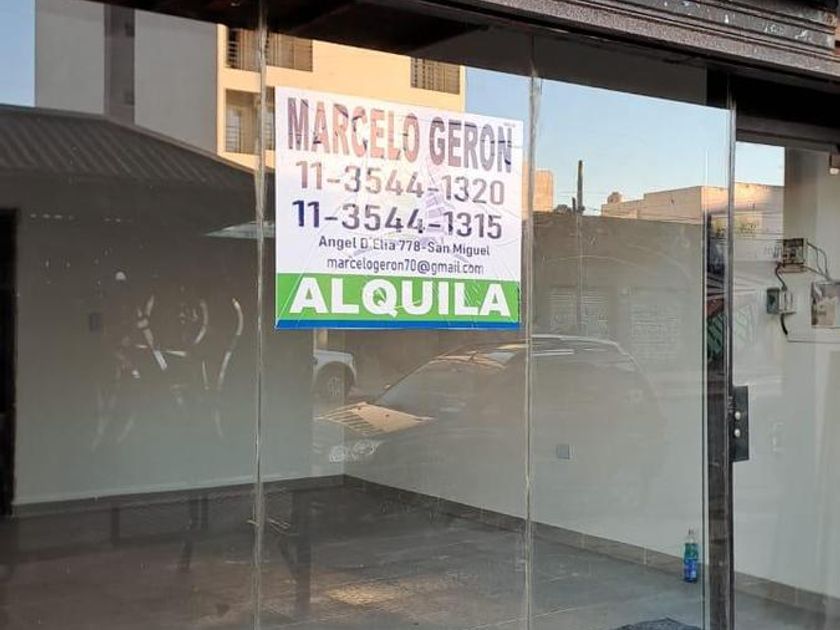 MARCELO GERON
11-3544-1320
11-3544-1315
Angel D´Elia 778-San Miguel
marcelogeron70@gmail.com
ALQUILA